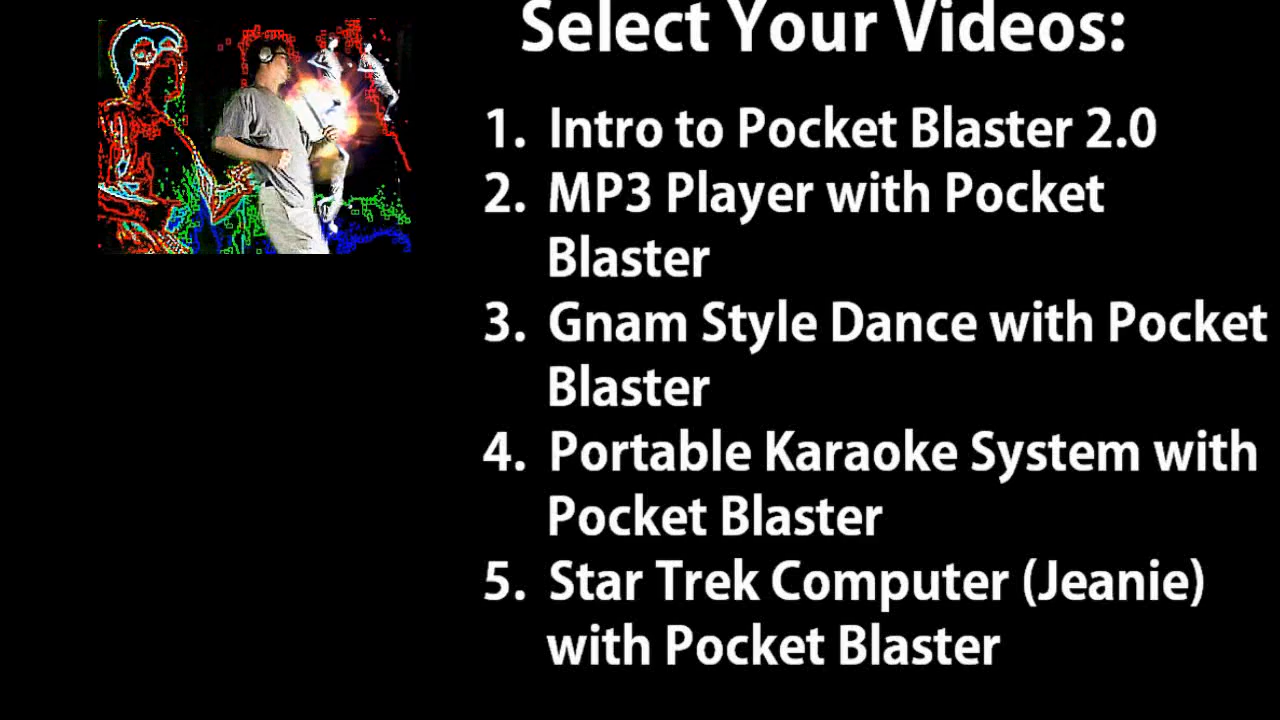 Select Your Videos:
1. Intro to Pocket Blaster 2.0
2. MP3 Player with Pocket
Blaster
3. Gnam Style Dance with Pocket
Blaster
4. Portable Karaoke System with
Pocket Blaster
5. Star Trek Computer (Jeanie)
with Pocket Blaster